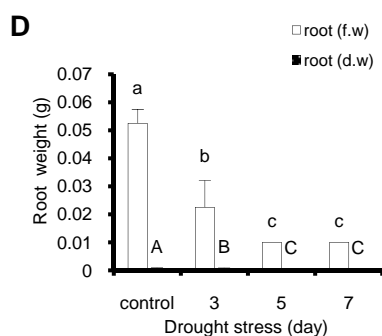 D
root (f.w)
root (d.w)
Root weight (g)
0.07
0.06
0.05
0.04
0.03
0.02
0.01
0
a
A
b
B
c
C
c
C
control 3 5 7
Drought stress (day)